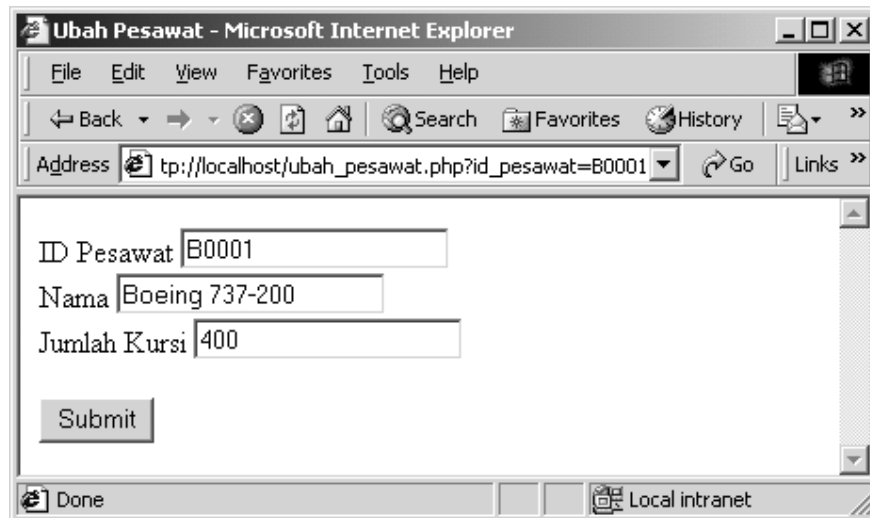 Ubah Pesawat - Microsoft Internet Explorer
File Edit View Favorites Tools Help
Back Search Favorites History »
Address tp://localhost/ubah_pesawat.php?id_pesawat=B0001 Go Links »
ID Pesawat B0001
Nama Boeing 737-200
Jumlah Kursi 400
Submit
Done Local intranet